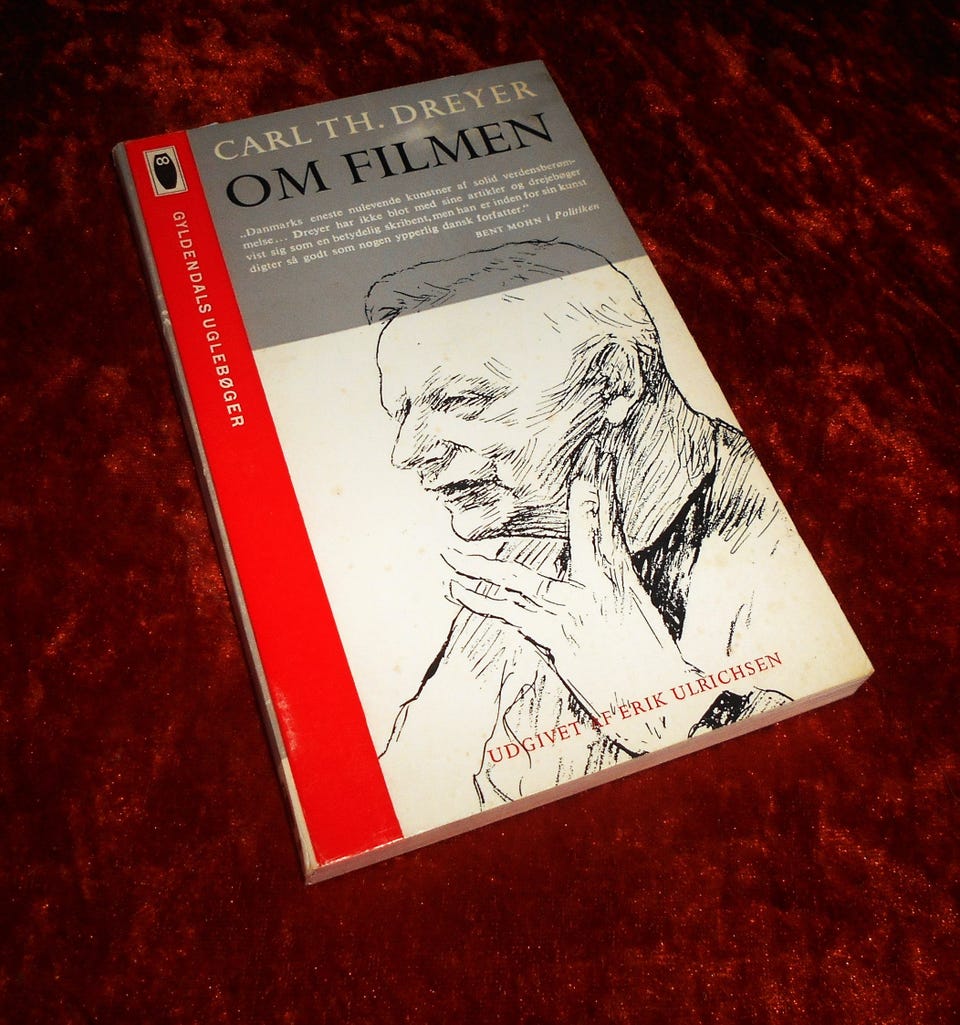 CARL TH. DREYER
OM FILMEN
„Danmarks eneste nulevende kunstner af solid verdensberøm-
melse... Dreyer har ikke blot med sine artikler og drejebøger
vist sig som en betydelig skribent, men han er inden for sin kunst
digter så godt som nogen ypperlig dansk forfatter.”
BENT MOHN i Politiken
GYLDENDALS UGLEBØGER
UDGIVET AF ERIK ULRICHSEN